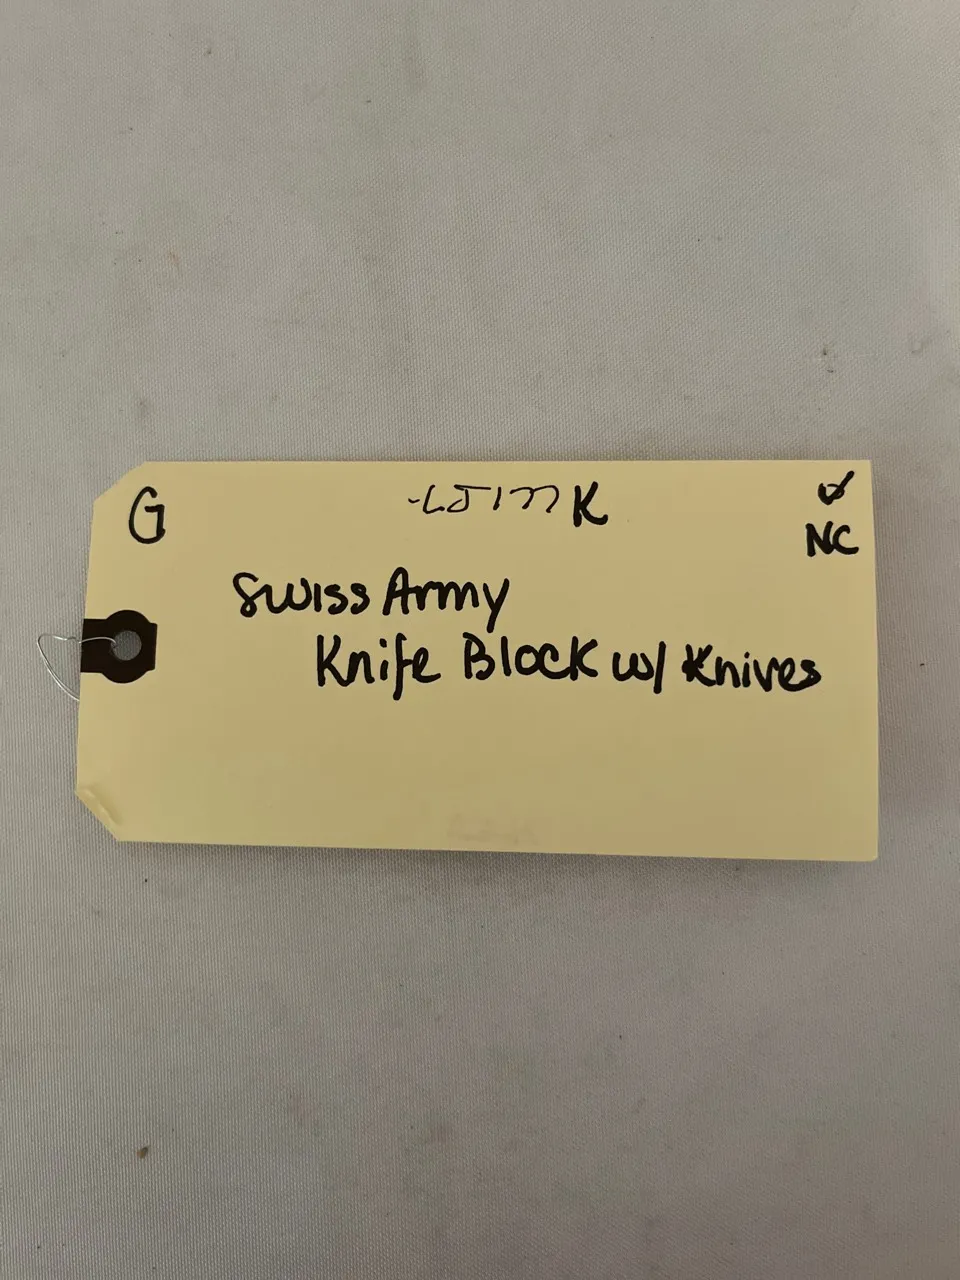 G
K
NC
Swiss Army
Knife Block w/ Knives